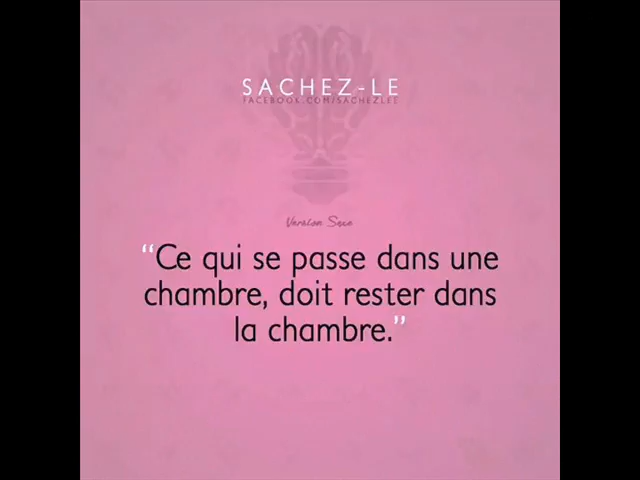 SACHEZ-LE
FACEBOOK.COM/SACHEZLEE
Version Sexe
“Ce qui se passe dans une
chambre, doit rester dans
la chambre.”